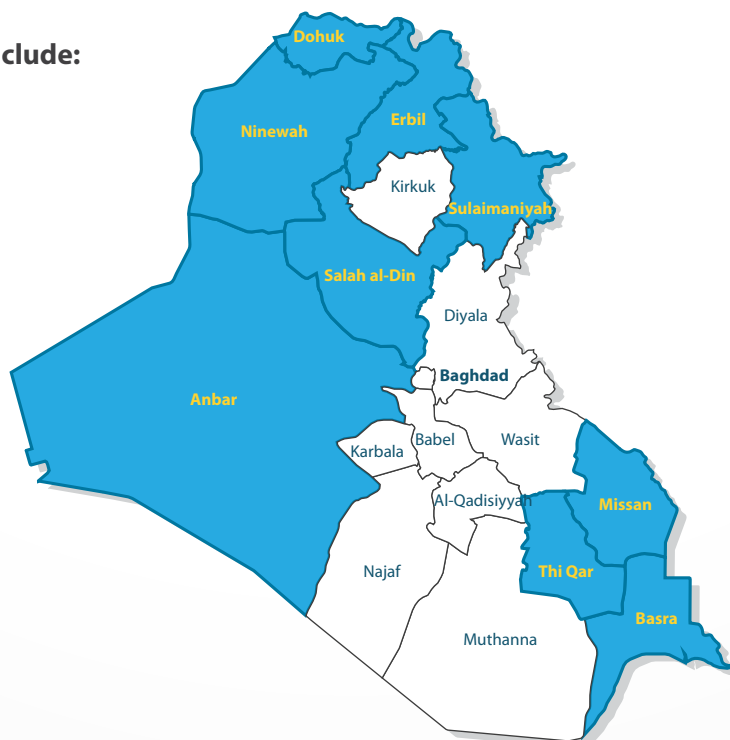 clude:
Dohuk
Ninewah
Erbil
Kirkuk
Sulaimaniyah
Salah al-Din
Diyala
Baghdad
Anbar
Babel
Wasit
Karbala
Al-Qadisiyyah
Missan
Najaf
Thi Qar
Basra
Muthanna